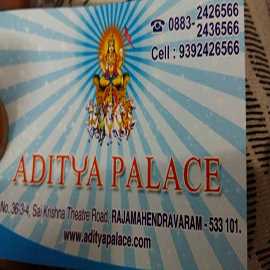 ☎ 0883- 2426566
2436566
Cell : 9392426566
ADITYA PALACE
No. 36-3-4, Sai Krishna Theatre Road, RAJAMAHENDRAVARAM - 533 101.
www.adityapalace.com